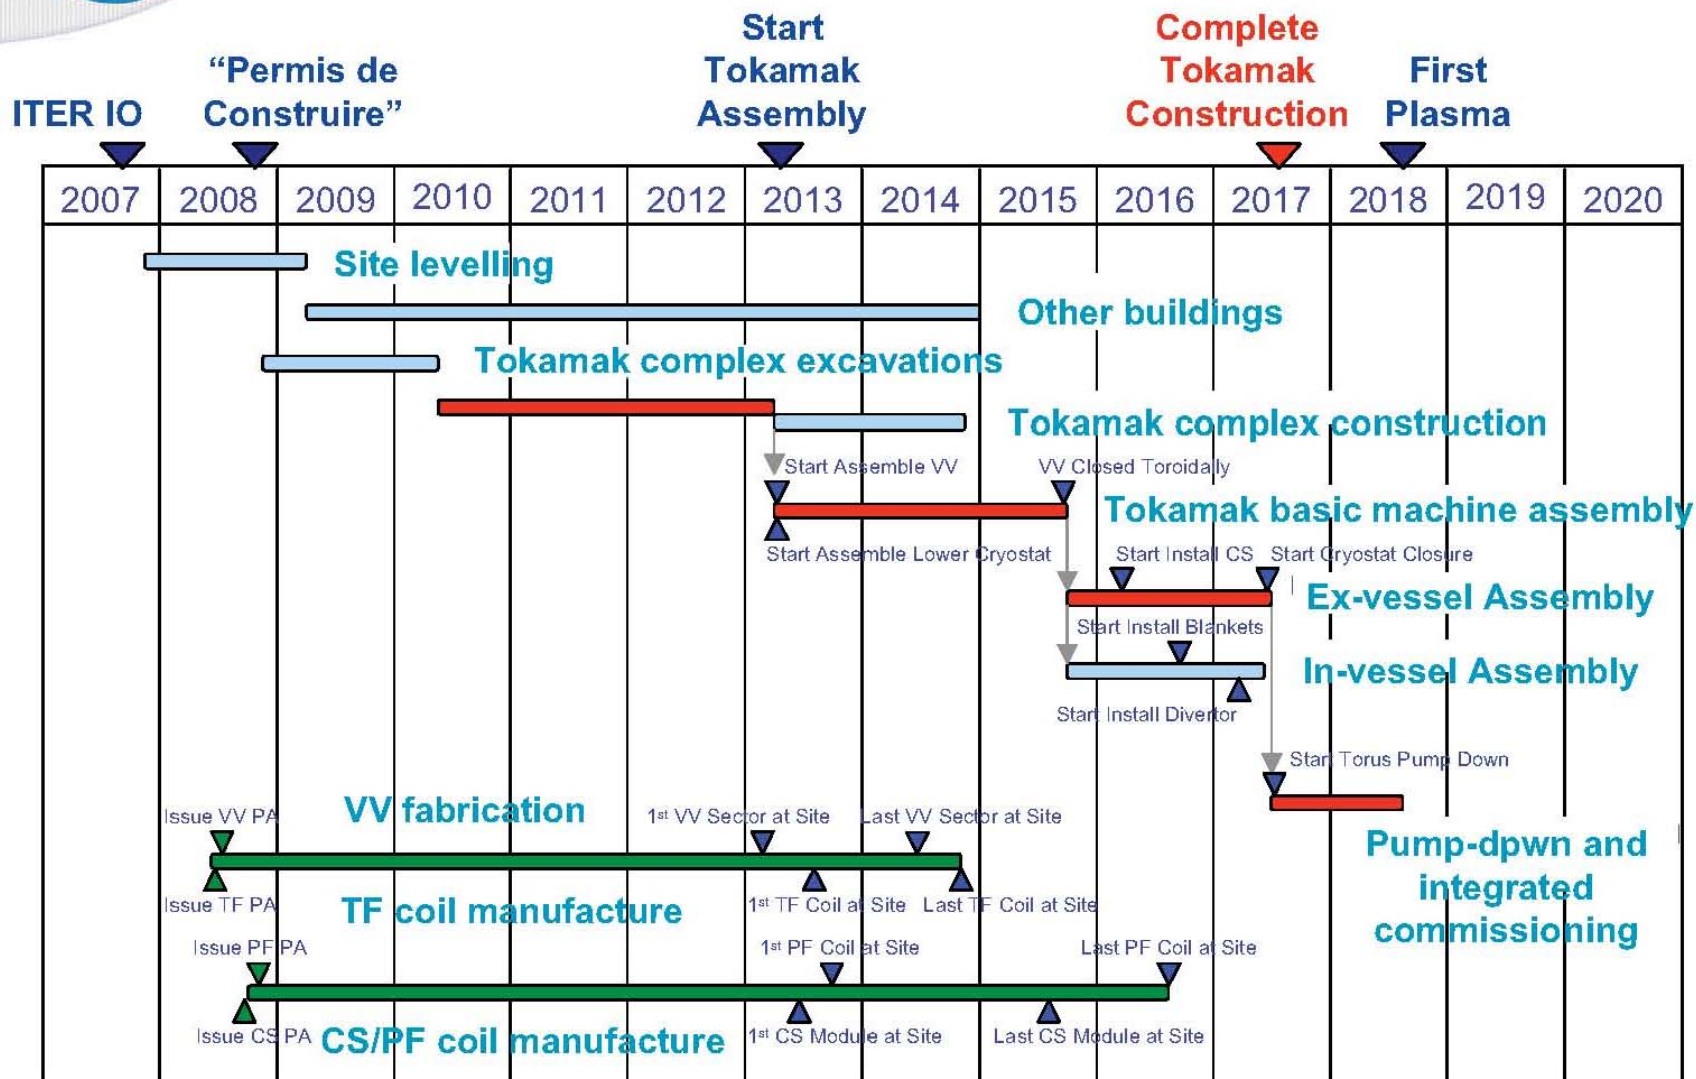 Start
Tokamak
Assembly
Complete
Tokamak
Construction
"Permis de
Construire"
First
Plasma
ITER IO
2007 2008 2009 2010 2011 2012 2013 2014 2015 2016 2017 2018 2019 2020
Site levelling
Other buildings
Tokamak complex excavations
Tokamak complex construction
Start Assemble VV
VV Closed Toroidally
Tokamak basic machine assembly
Start Assemble Lower Cryostat
Start Install CS
Start Cryostat Closure
Ex-vessel Assembly
Start Install Blankets
In-vessel Assembly
Start Install Divertor
Start Torus Pump Down
Pump-dpwn and
integrated
commissioning
VV fabrication
Issue VV PA
1st VV Sector at Site
Last VV Sector at Site
Issue TF PA
TF coil manufacture
1st TF Coil at Site
Last TF Coil at Site
Issue PF PA
1st PF Coil at Site
Last PF Coil at Site
Issue CS PA
CS/PF coil manufacture
1st CS Module at Site
Last CS Module at Site